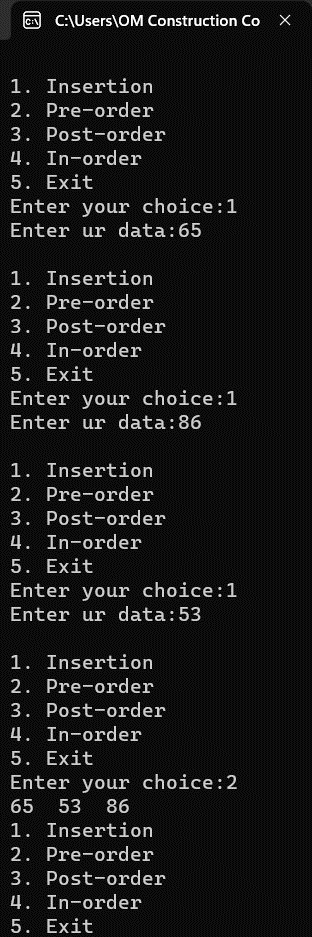 C:\Users\OM Construction Co
1. Insertion
2. Pre-order
3. Post-order
4. In-order
5. Exit
Enter your choice:1
Enter ur data:65
1. Insertion
2. Pre-order
3. Post-order
4. In-order
5. Exit
Enter your choice:1
Enter ur data:86
1. Insertion
2. Pre-order
3. Post-order
4. In-order
5. Exit
Enter your choice:1
Enter ur data:53
1. Insertion
2. Pre-order
3. Post-order
4. In-order
5. Exit
Enter your choice:2
65  53  86
1. Insertion
2. Pre-order
3. Post-order
4. In-order
5. Exit